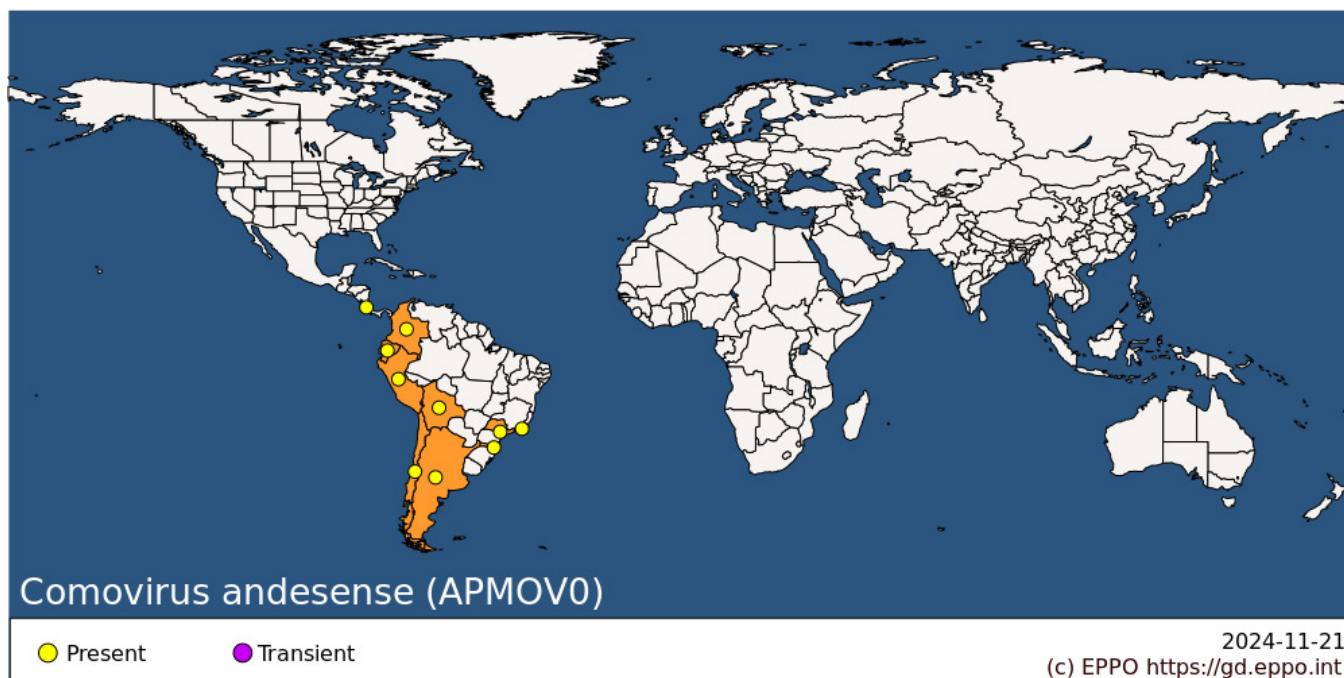 Comovirus andesense (APMOV0)
Present
Transient
2024-11-21
(c) EPPO https://gd.eppo.int